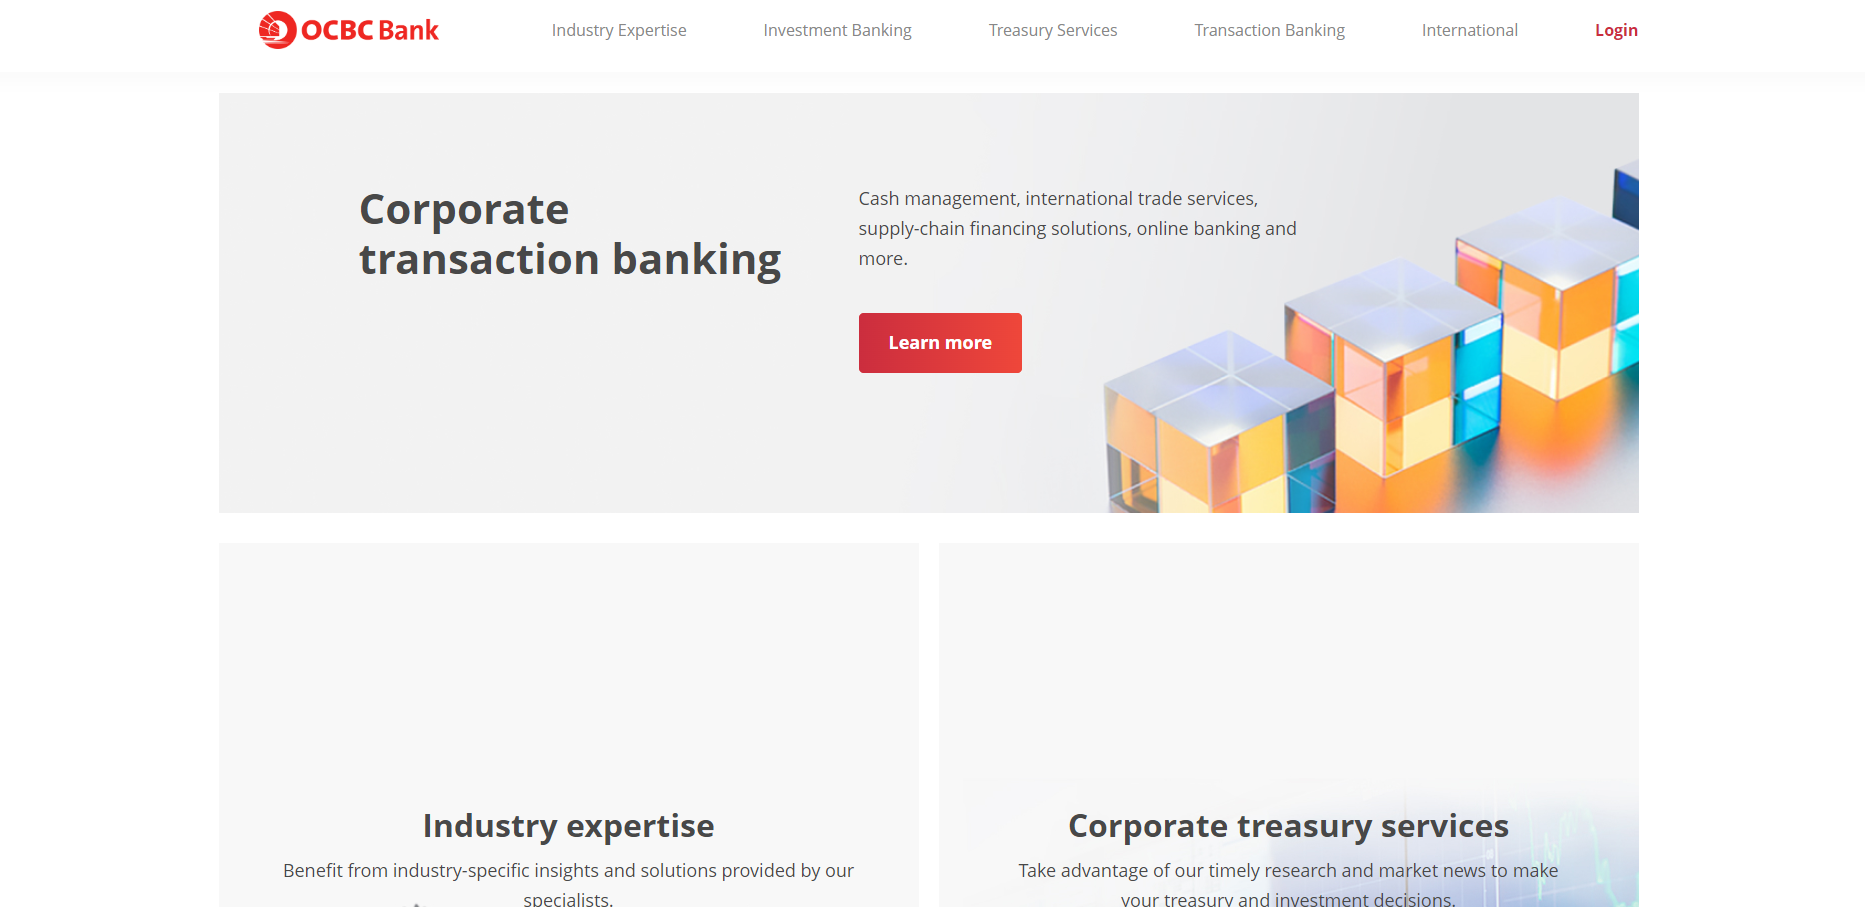 OCBC Bank
Industry Expertise
Investment Banking
Treasury Services
Transaction Banking
International
Login
Corporate
transaction banking
Cash management, international trade services,
supply-chain financing solutions, online banking and
more.
Learn more
Industry expertise
Benefit from industry-specific insights and solutions provided by our
specialists.
Corporate treasury services
Take advantage of our timely research and market news to make
your treasury and investment decisions.